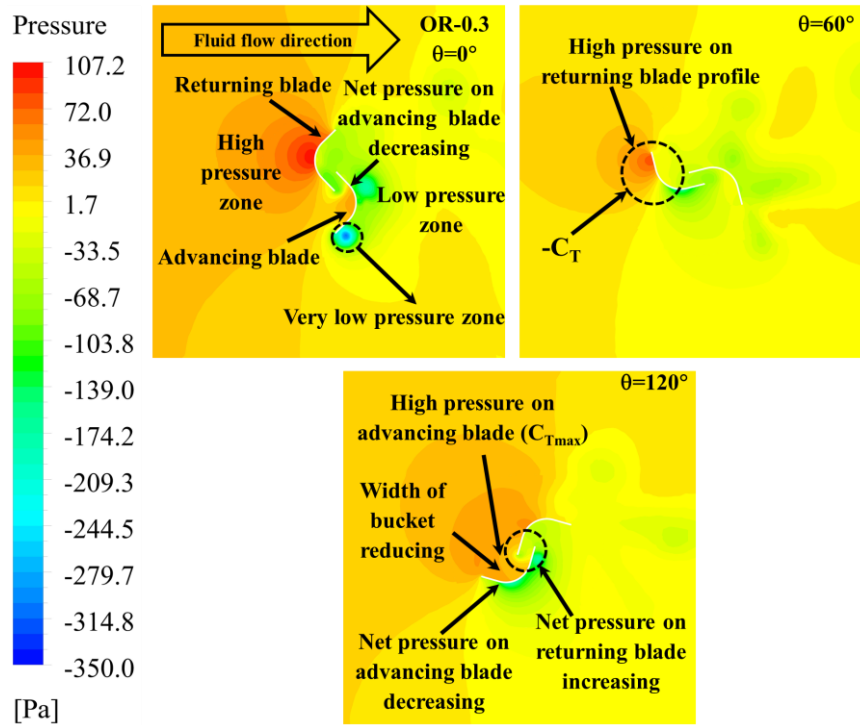 Pressure
107.2
72.0
36.9
1.7
-33.5
-68.7
-103.8
-139.0
-174.2
-209.3
-244.5
-279.7
-314.8
-350.0
[Pa]
Fluid flow direction
OR-0.3
θ=0°
Returning blade
Net pressure on
advancing blade
decreasing
High
pressure
zone
Low pressure
zone
Advancing blade
Very low pressure zone
θ=60°
High pressure on
returning blade profile
-C_T
θ=120°
High pressure on
advancing blade (C_Tmax)
Width of
bucket
reducing
Net pressure on
advancing blade
decreasing
Net pressure on
returning blade
increasing